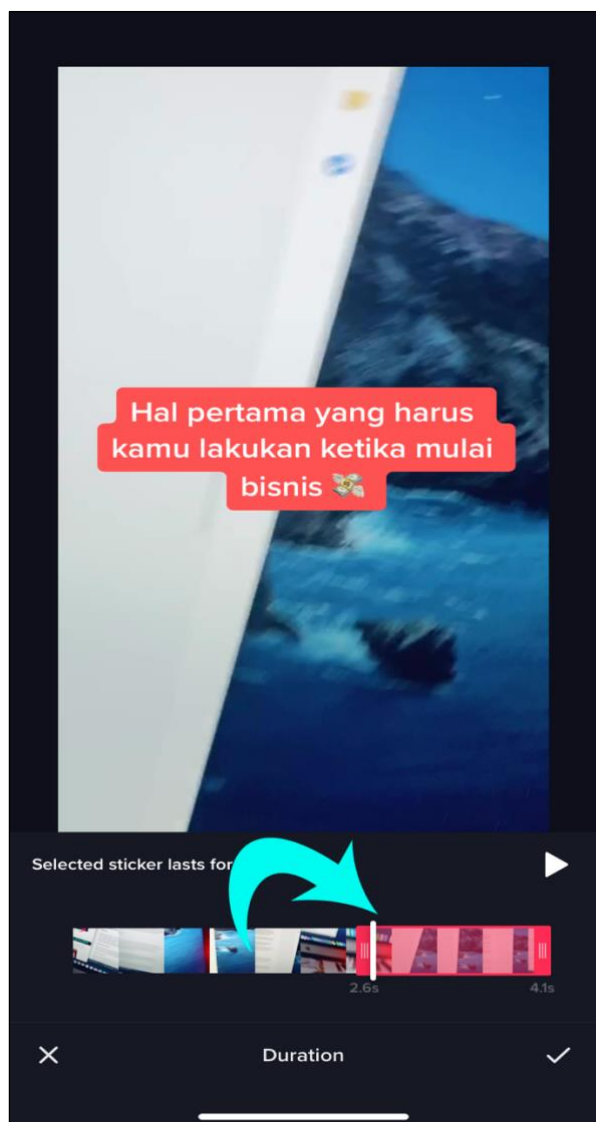 Hal pertama yang harus
kamu lakukan ketika mulai
bisnis 💸
Selected sticker lasts for
2.6s 4.1s
Duration